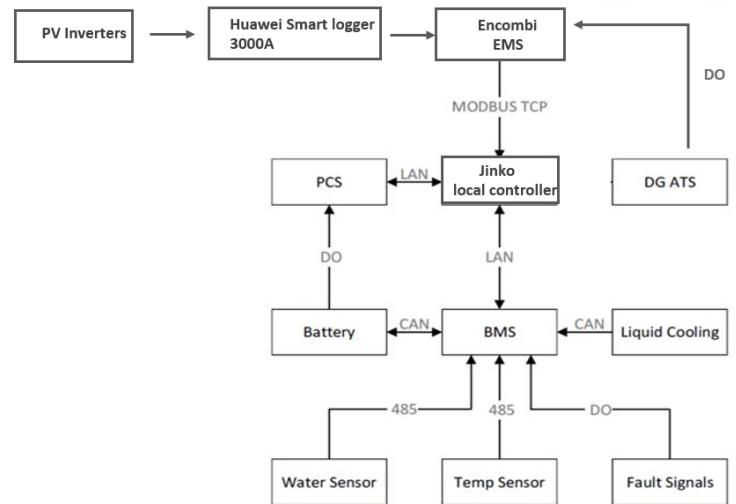 PV Inverters
Huawei Smart logger
3000A
Encombi
EMS
DO
MODBUS TCP
PCS
LAN
Jinko
local controller
DG ATS
DO
LAN
Battery
CAN
BMS
CAN
Liquid Cooling
485
485
DO
Water Sensor
Temp Sensor
Fault Signals